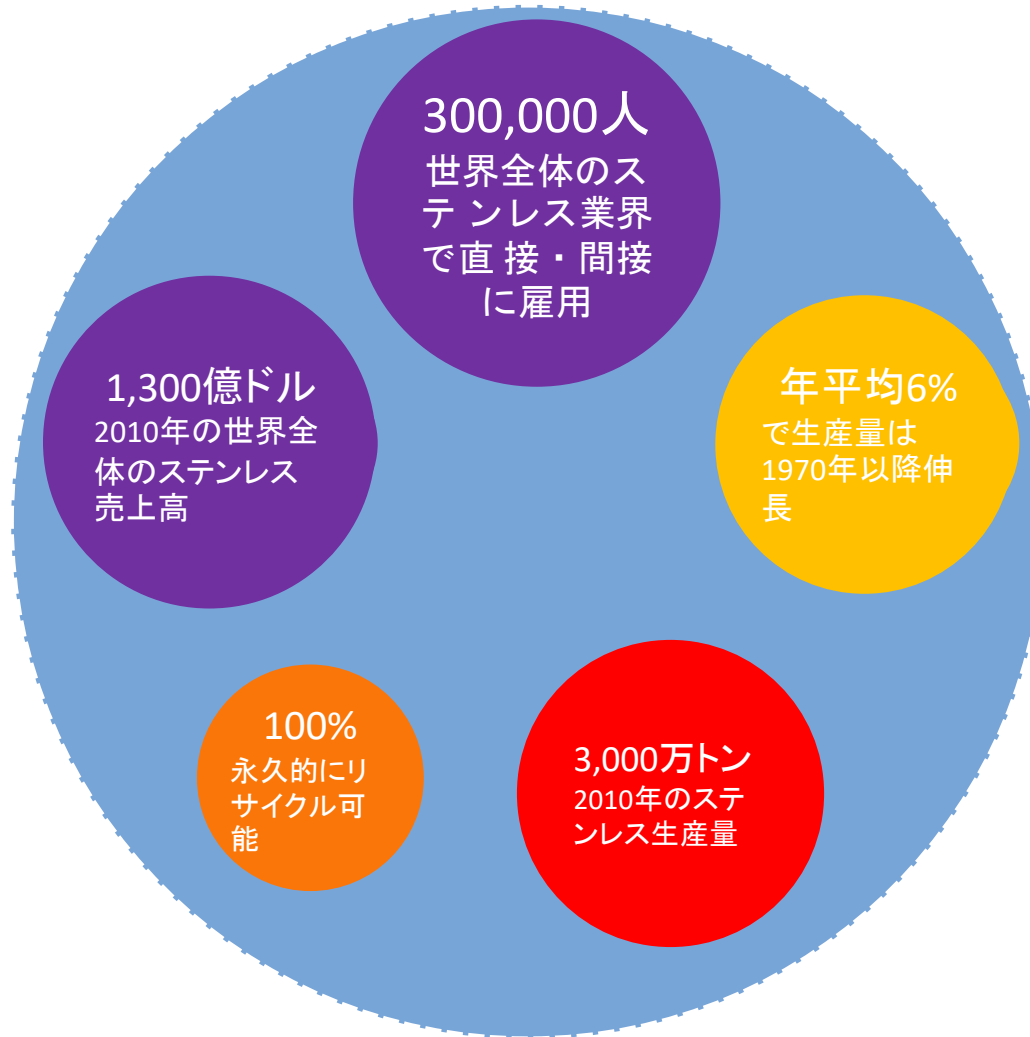 300,000人
世界全体のス
テ ンレス業界
で直 接・間接
に雇用
1,300億ドル
2010年の世界全
体のステンレス
売上高
年平均6%
で生産量は
1970年以降伸
長
100%
永久的にリ
サイクル可
能
3,000万トン
2010年のステ
ンレス生産量